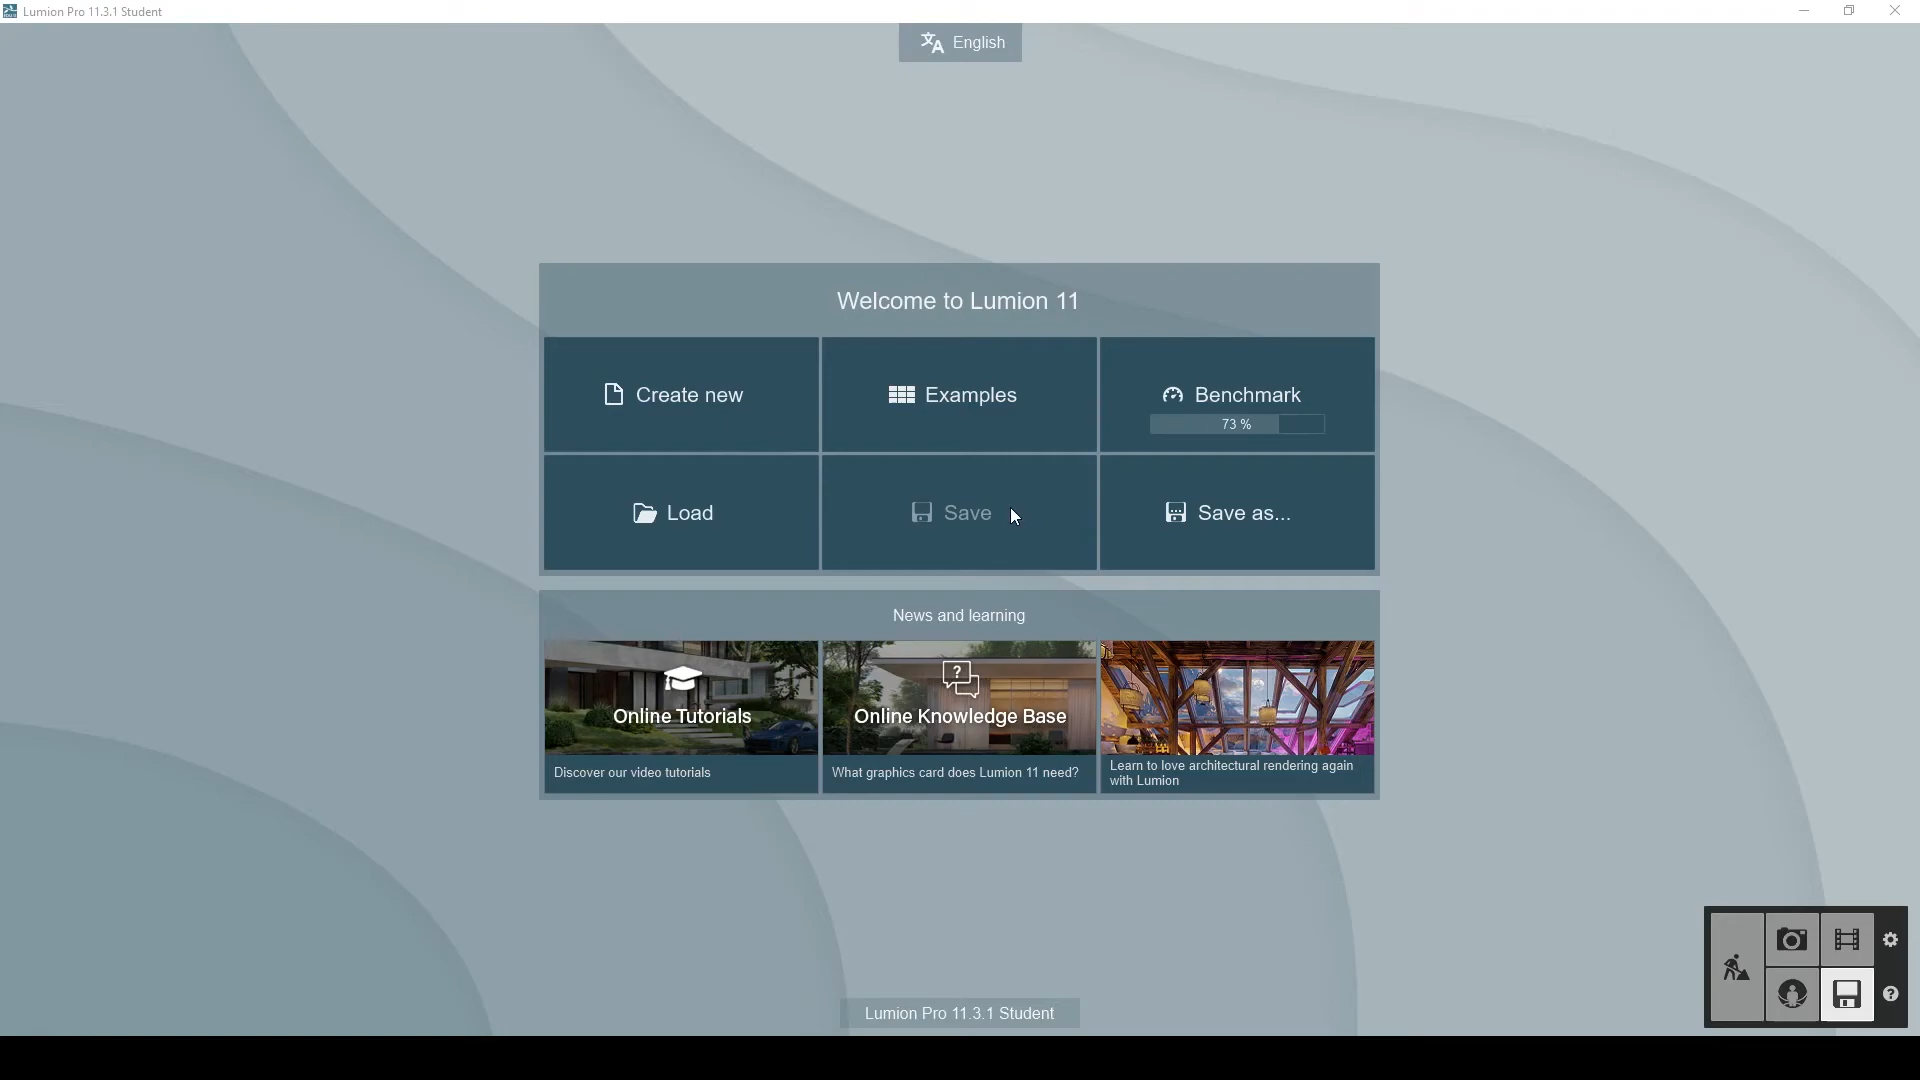 Lumion Pro 11.3.1 Student
English
Welcome to Lumion 11
Create new
Examples
Benchmark
73 %
Load
Save
Save as...
News and learning
Online Tutorials
Online Knowledge Base
Discover our video tutorials
What graphics card does Lumion 11 need?
Learn to love architectural rendering again
with Lumion
Lumion Pro 11.3.1 Student